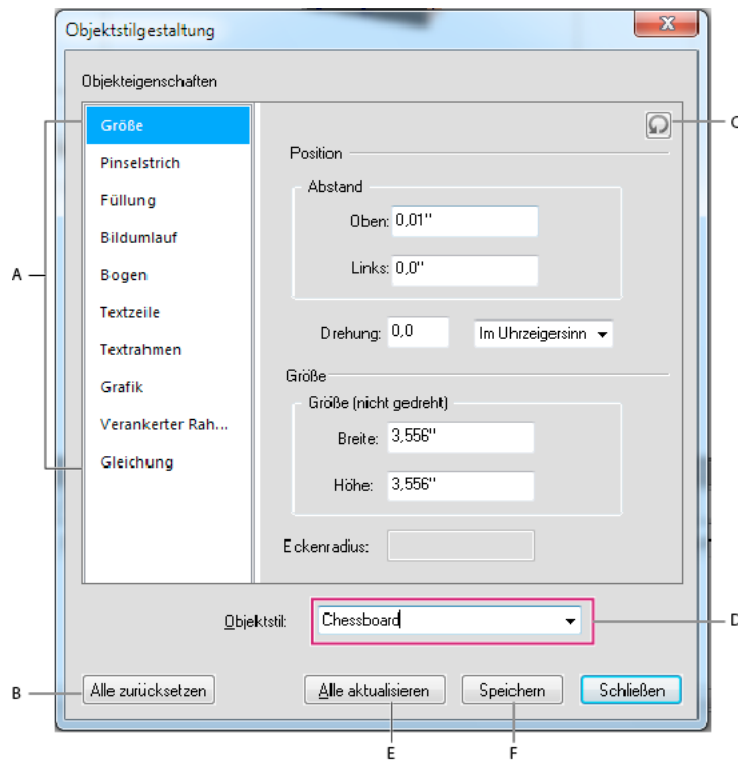 Objektstilgestaltung
Objekteigenschaften
Größe
Pinselstrich
Füllung
Bildumlauf
Bogen
Textzeile
Textrahmen
Grafik
Verankerter Rah...
Gleichung
A
C
Position
Abstand
Oben: 0,01"
Links: 0,0"
Drehung: 0,0 Im Uhrzeigersinn
Größe
Größe (nicht gedreht)
Breite: 3,556"
Höhe: 3,556"
Eckenradius:
Objektstil: Chessboard
D
B
Alle zurücksetzen Alle aktualisieren Speichern Schließen
E F